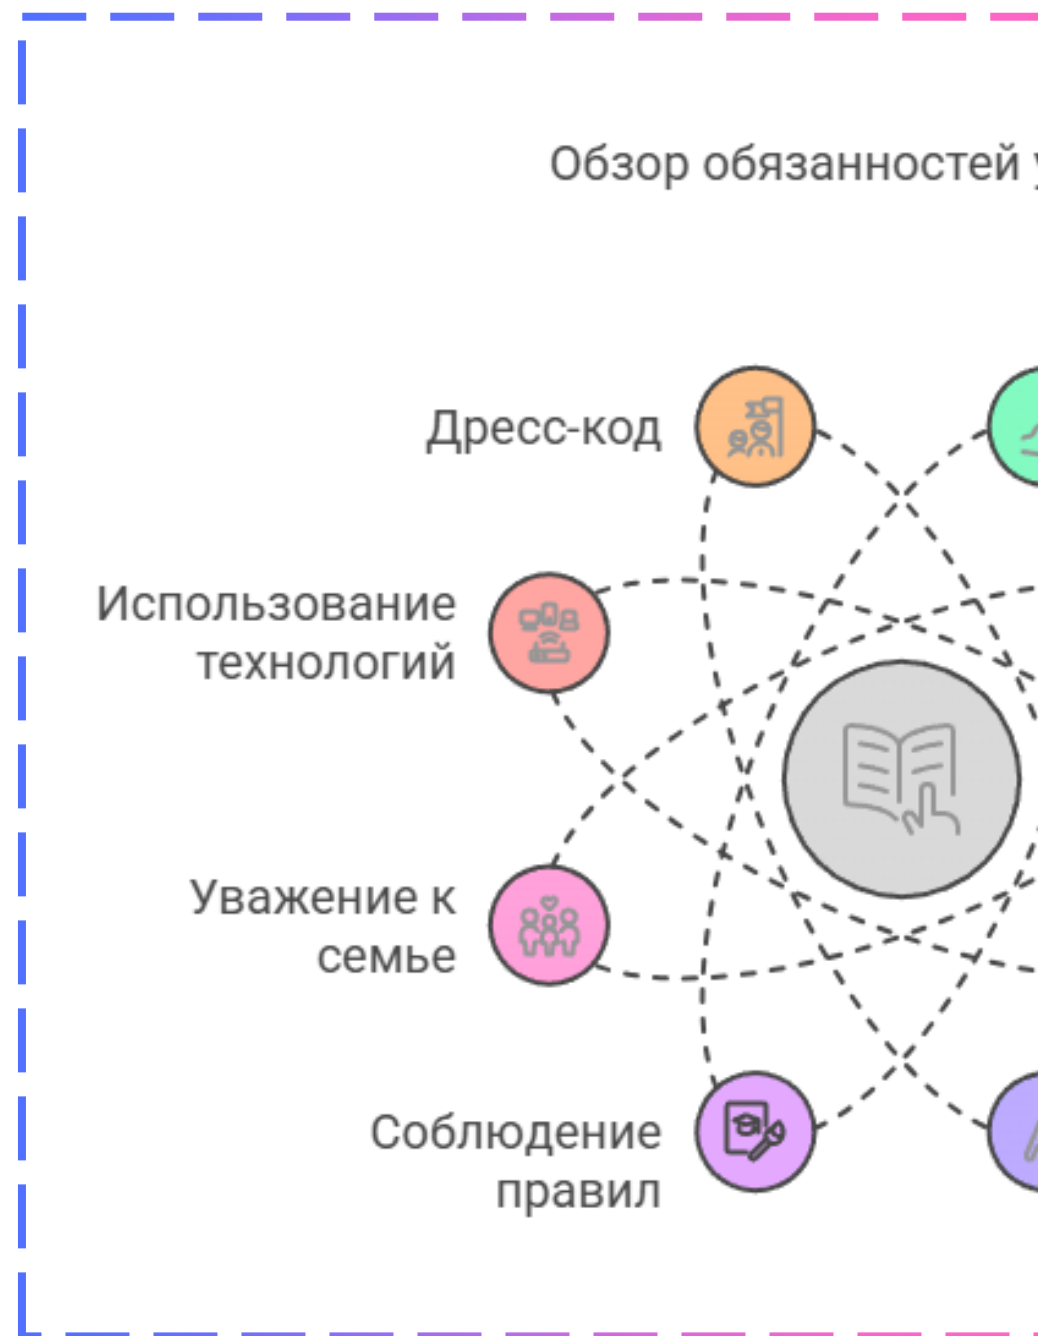 Обзор обязанностей
Дресс-код
Использование
технологий
Уважение к
семье
Соблюдение
правил